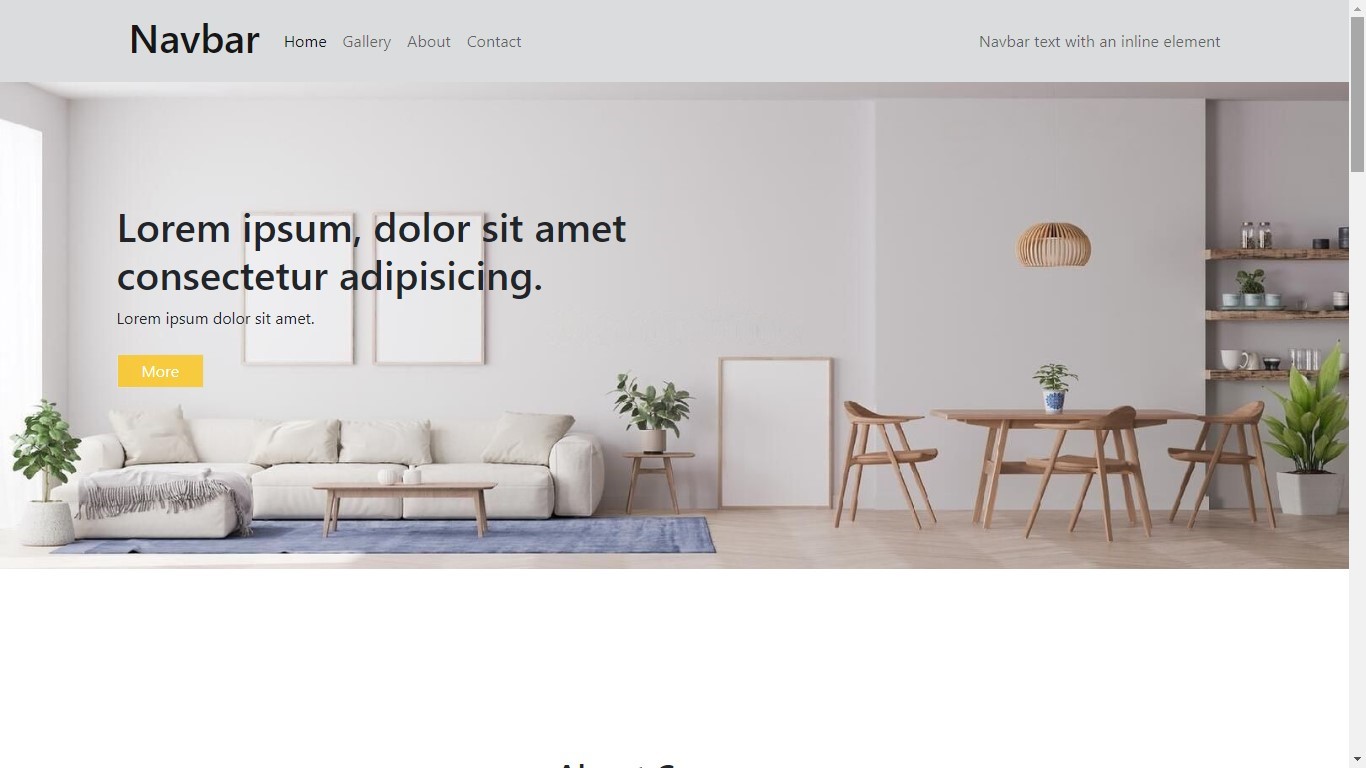 Navbar Home Gallery About Contact Navbar text with an inline element
Lorem ipsum, dolor sit amet
consectetur adipisicing.
Lorem ipsum dolor sit amet.
More
About